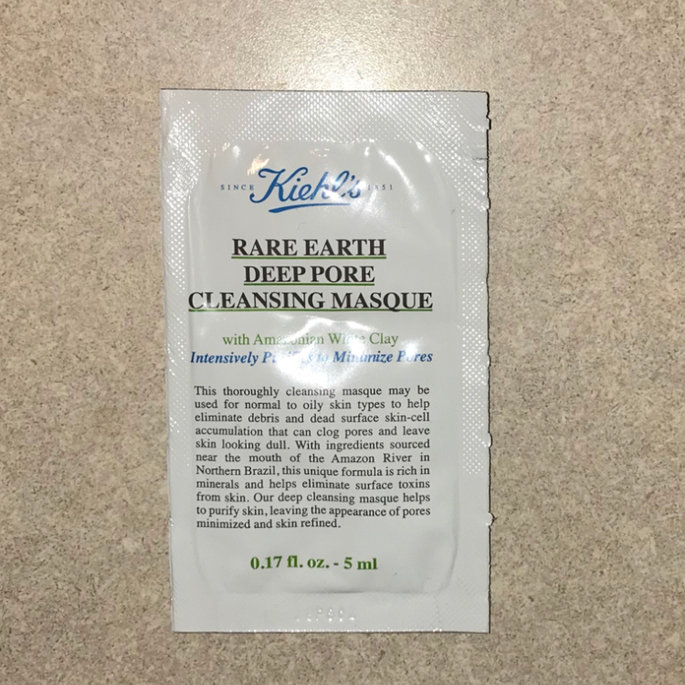 SINCE Kiehl's 1851
RARE EARTH
DEEP PORE
CLEANSING MASQUE
with Amazonian White Clay
Intensively Purifies to Minimize Pores
This thoroughly cleansing masque may be
used for normal to oily skin types to help
eliminate debris and dead surface skin-cell
accumulation that can clog pores and leave
skin looking dull. With ingredients sourced
near the mouth of the Amazon River in
Northern Brazil, this unique formula is rich in
minerals and helps eliminate surface toxins
from skin. Our deep cleansing masque helps
to purify skin, leaving the appearance of pores
minimized and skin refined.
0.17 fl. oz. - 5 ml